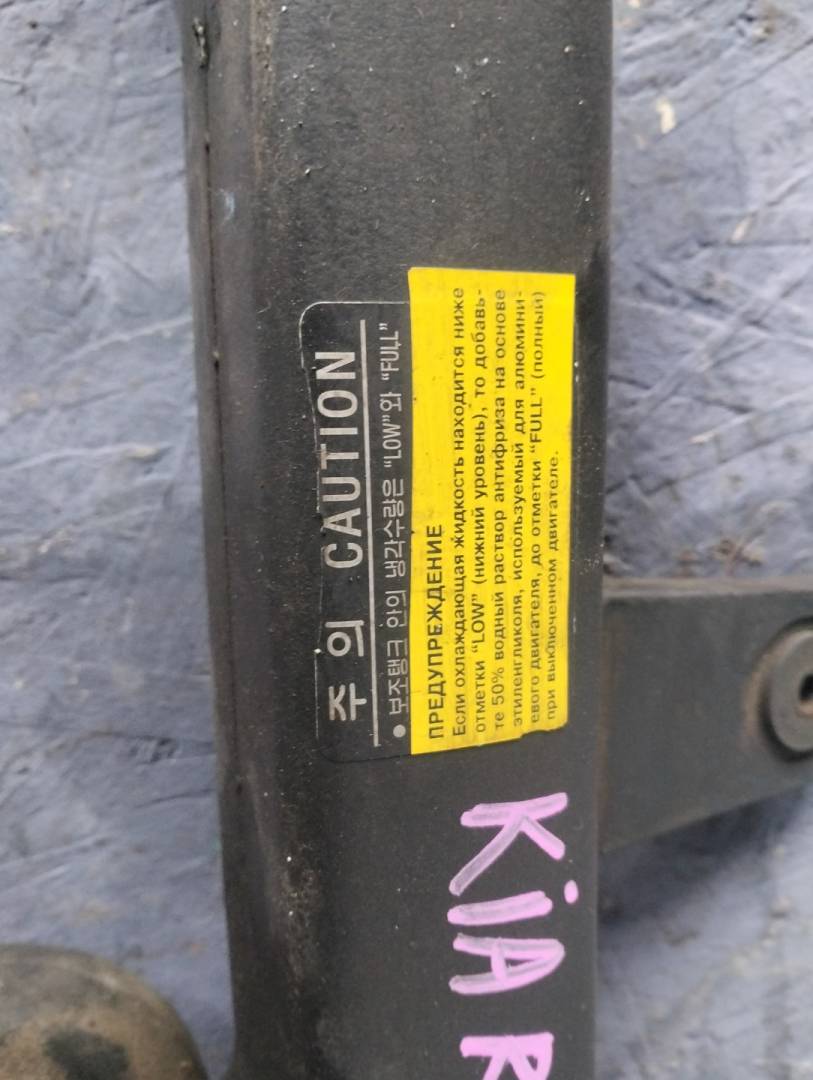 주의 CAUTION
• 보조탱크 안의 냉각수량은 "LOW"와 "FULL"
ПРЕДУПРЕЖДЕНИЕ
Если охлаждающая жидкость находится ниже
отметки "LOW" (нижний уровень), то добавь-
те 50% водный раствор антифриза на основе
этиленгликоля, используемый для алюмини-
евого двигателя, до отметки "FULL" (полный)
при выключенном двигателе.
KiA